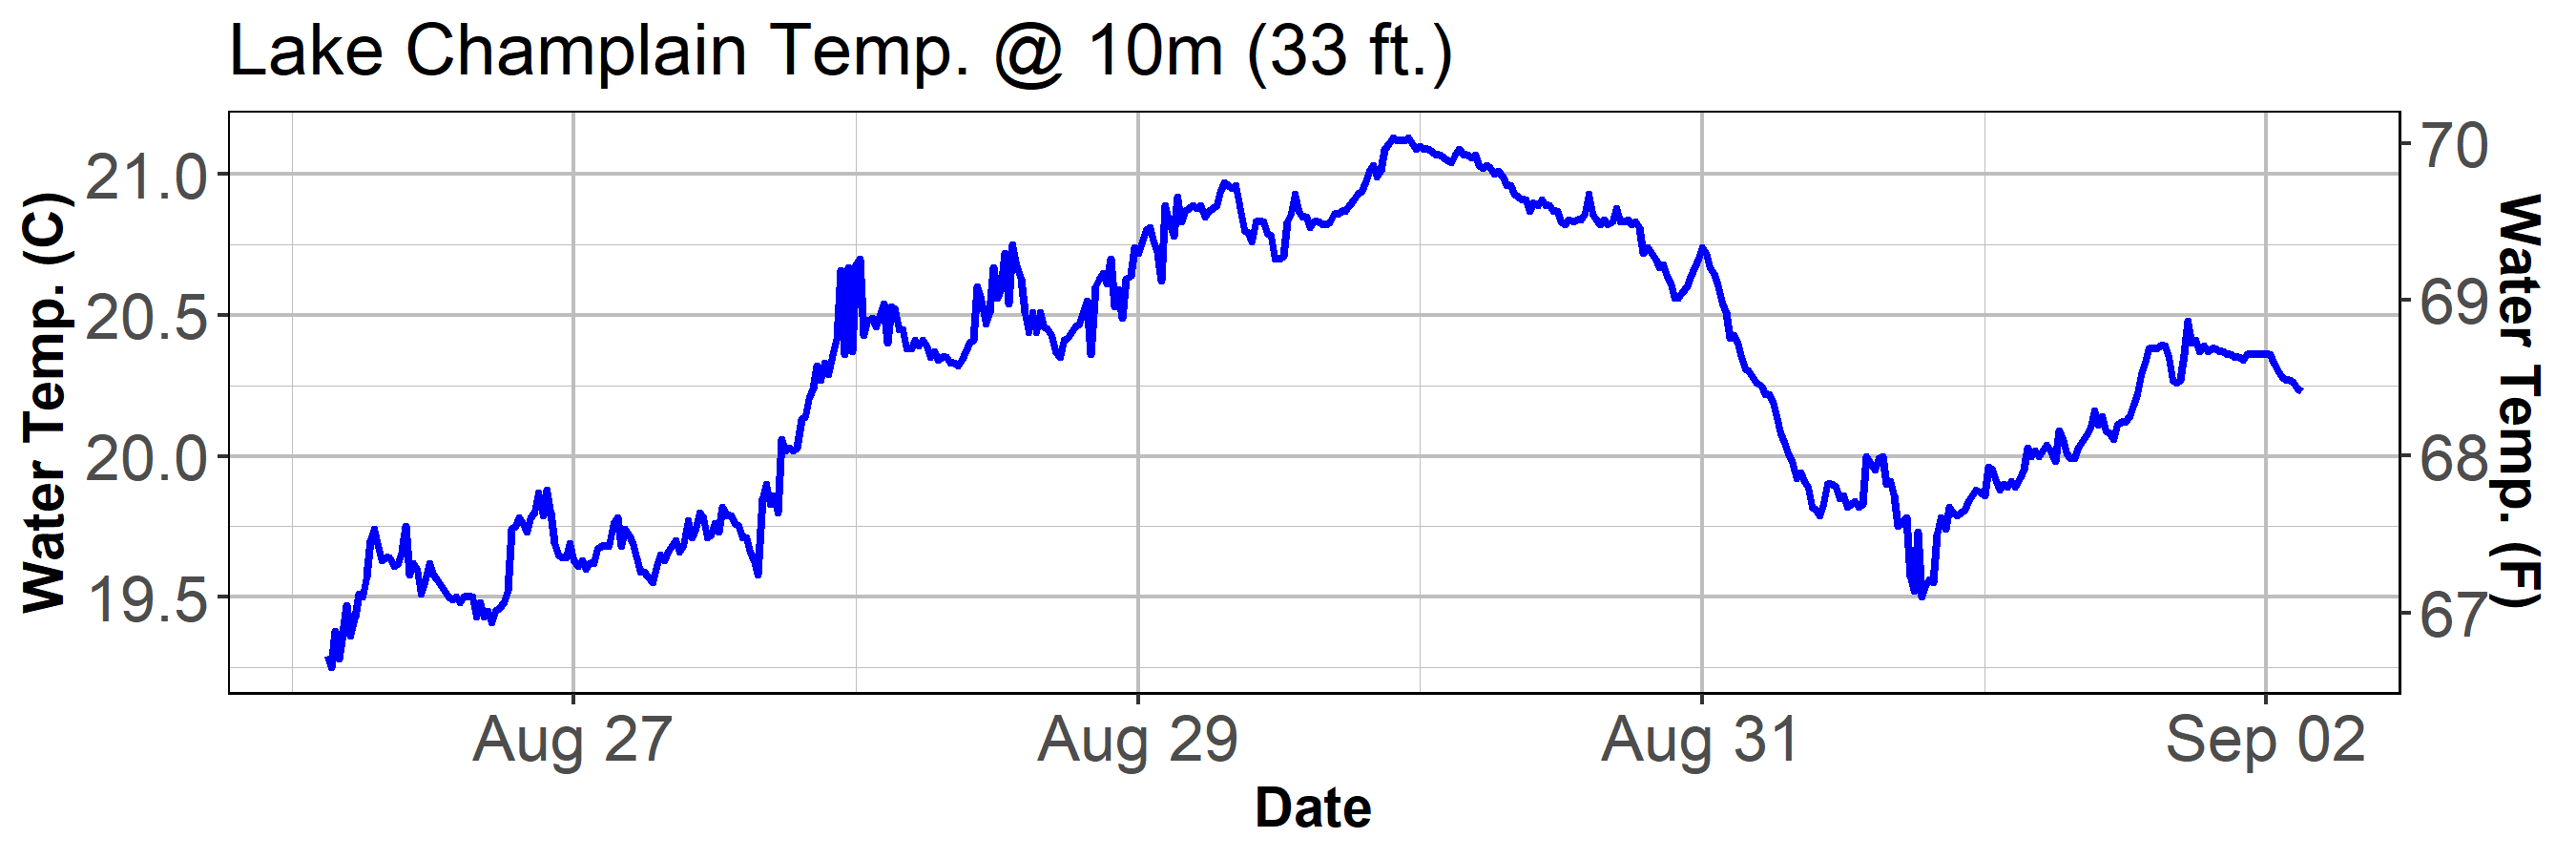 Lake Champlain Temp. @ 10m (33 ft.)
Water Temp. (C)
21.0
20.5
20.0
19.5
70
69
68
67
Water Temp. (F)
Aug 27 Aug 29 Aug 31 Sep 02
Date